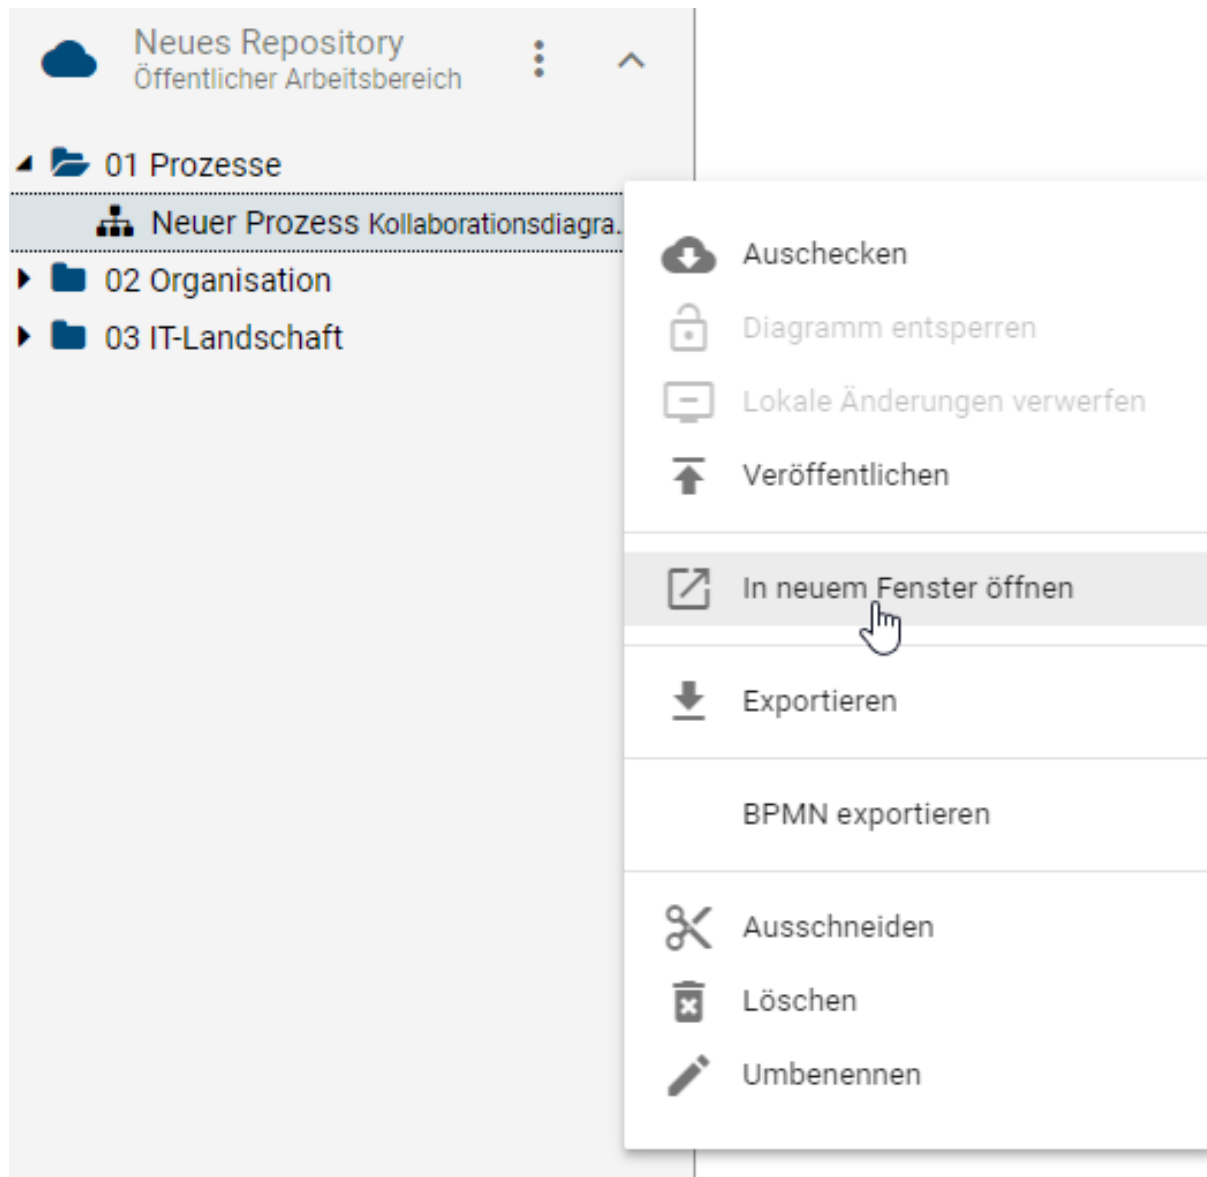 Neues Repository
Öffentlicher Arbeitsbereich
01 Prozesse
Neuer Prozess Kollaborationsdiagra..
02 Organisation
03 IT-Landschaft
Auschecken
Diagramm entsperren
Lokale Änderungen verwerfen
Veröffentlichen
In neuem Fenster öffnen
Exportieren
BPMN exportieren
Ausschneiden
Löschen
Umbenennen